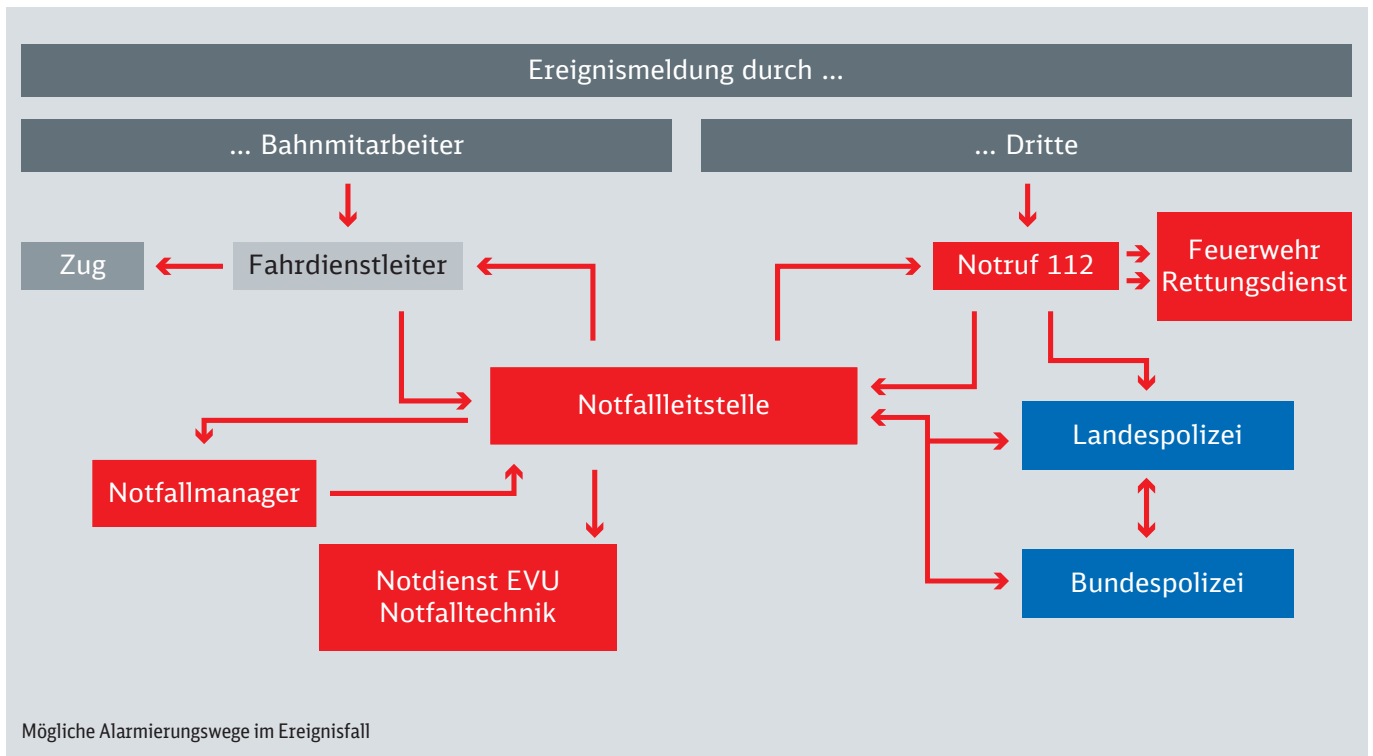 Ereignismeldung durch ...
... Bahnmitarbeiter
... Dritte
Zug
Fahrdienstleiter
Notruf 112
Feuerwehr
Rettungsdienst
Notfallleitstelle
Landespolizei
Notfallmanager
Notdienst EVU
Notfalltechnik
Bundespolizei
Mögliche Alarmierungswege im Ereignisfall